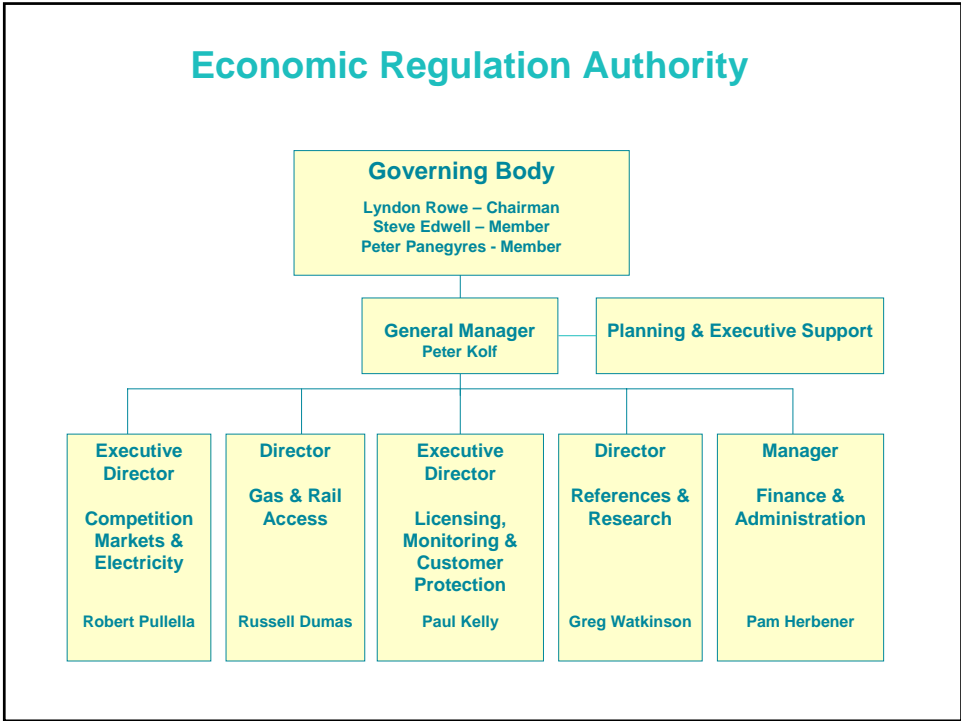 Economic Regulation Authority
Governing Body
Lyndon Rowe – Chairman
Steve Edwell – Member
Peter Panegyres - Member
General Manager
Peter Kolf
Planning & Executive Support
Executive
Director
Competition
Markets &
Electricity
Robert Pullella
Director
Gas & Rail
Access
Russell Dumas
Executive
Director
Licensing,
Monitoring &
Customer
Protection
Paul Kelly
Director
References &
Research
Greg Watkinson
Manager
Finance &
Administration
Pam Herbener